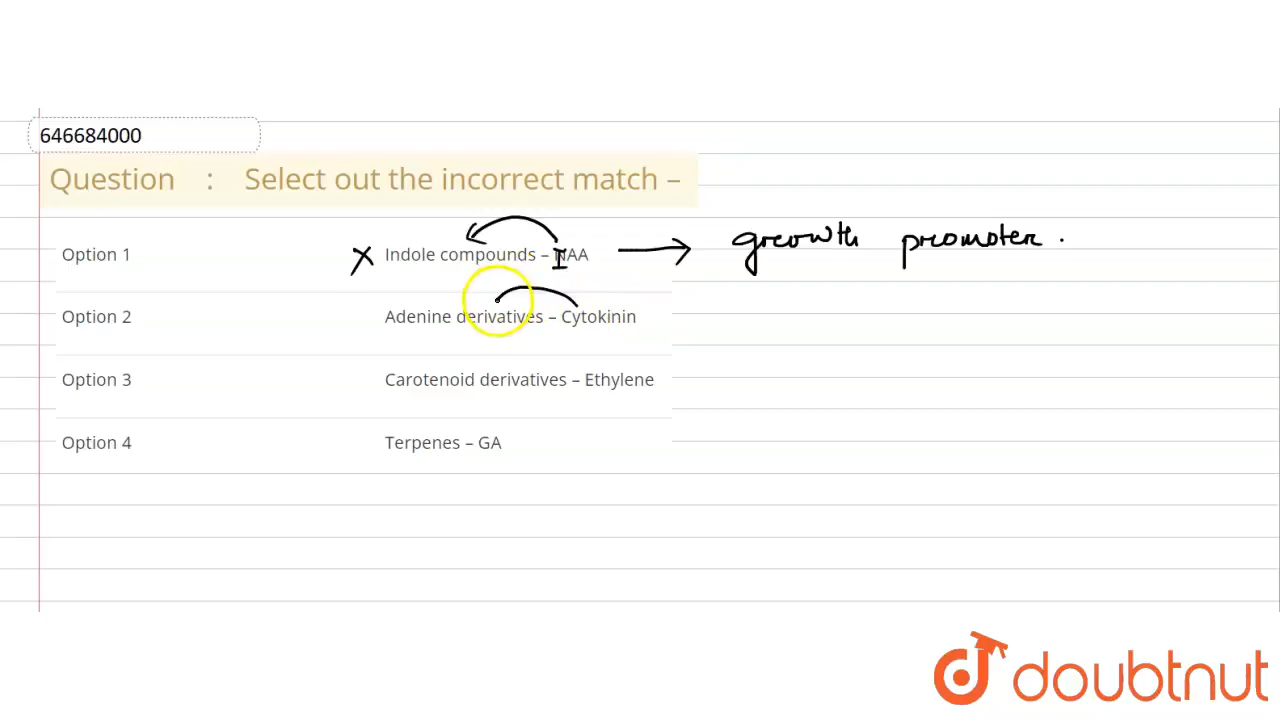 646684000
Question : Select out the incorrect match –
Option 1 X Indole compounds – IAA → growth promoter.
Option 2 Adenine derivatives – Cytokinin
Option 3 Carotenoid derivatives – Ethylene
Option 4 Terpenes – GA
doubtnut